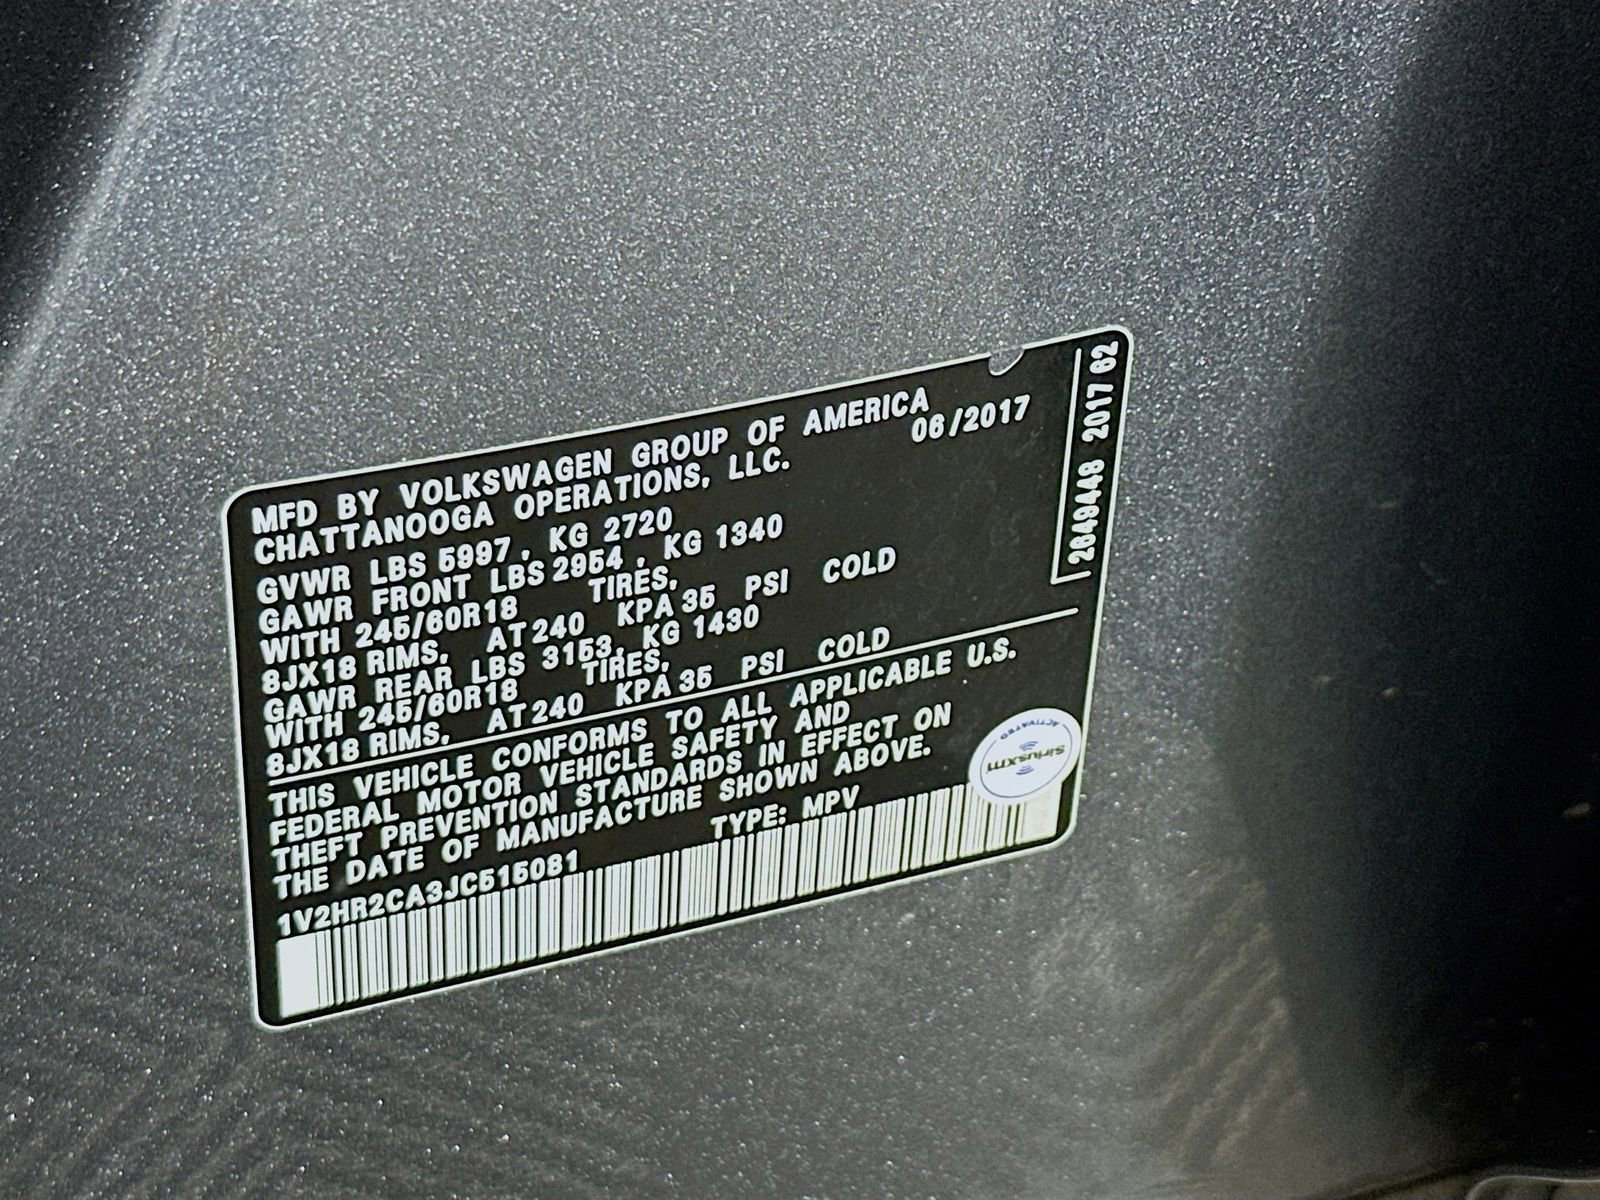 MFD BY VOLKSWAGEN GROUP OF AMERICA
CHATTANOOGA OPERATIONS, LLC.
06/2017
GVWR LBS 5997, KG 2720
GAWR FRONT LBS 2954, KG 1340
WITH 245/60R18 TIRES,
8JX18 RIMS, AT 240 KPA 35 PSI COLD
GAWR REAR LBS 3153, KG 1430
WITH 245/60R18 TIRES,
8JX18 RIMS, AT 240 KPA 35 PSI COLD
THIS VEHICLE CONFORMS TO ALL APPLICABLE U.S.
FEDERAL MOTOR VEHICLE SAFETY AND
THEFT PREVENTION STANDARDS IN EFFECT ON
THE DATE OF MANUFACTURE SHOWN ABOVE.
TYPE: MPV
1V2HR2CA3JC515081
2849448 2017 62
SiriusXM
ACTIVATED